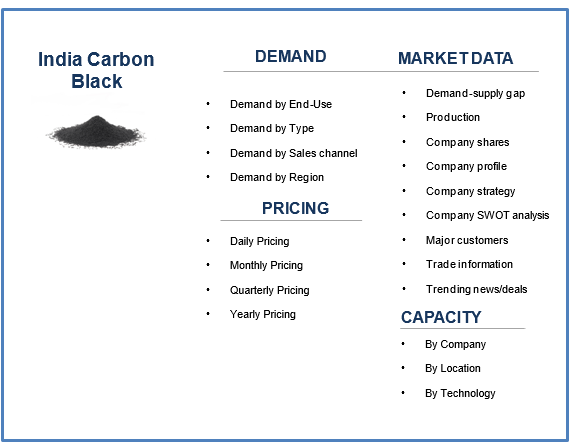 India Carbon
Black
DEMAND
• Demand by End-Use
• Demand by Type
• Demand by Sales channel
• Demand by Region
PRICING
• Daily Pricing
• Monthly Pricing
• Quarterly Pricing
• Yearly Pricing
MARKET DATA
• Demand-supply gap
• Production
• Company shares
• Company profile
• Company strategy
• Company SWOT analysis
• Major customers
• Trade information
• Trending news/deals
CAPACITY
• By Company
• By Location
• By Technology